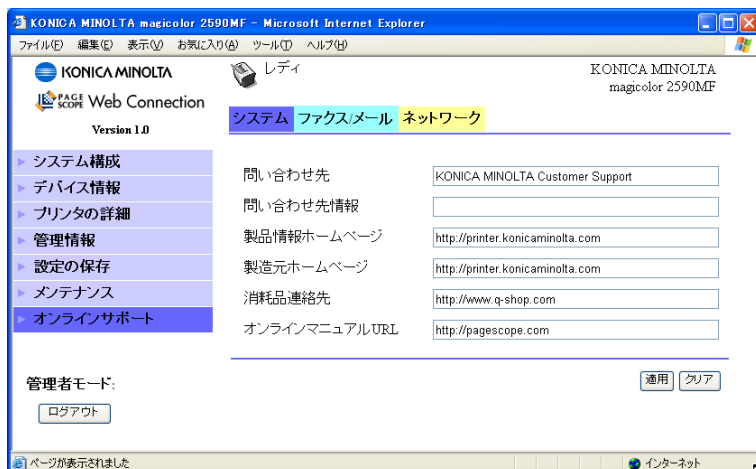 KONICA MINOLTA magicolor 2590MF - Microsoft Internet Explorer
ファイル(F) 編集(E) 表示(V) お気に入り(A) ツール(T) ヘルプ(H)
KONICA MINOLTA
レディ
KONICA MINOLTA
magicolor 2590MF
PAGE SCOPE Web Connection
Version 1.0
システム ファクス/メール ネットワーク
システム構成
デバイス情報
プリンタの詳細
管理情報
設定の保存
メンテナンス
オンラインサポート
問い合わせ先 KONICA MINOLTA Customer Support
問い合わせ先情報
製品情報ホームページ http://printer.konicaminolta.com
製造元ホームページ http://printer.konicaminolta.com
消耗品連絡先 http://www.q-shop.com
オンラインマニュアルURL http://pagescope.com
適用 クリア
管理者モード:
ログアウト
ページが表示されました インターネット